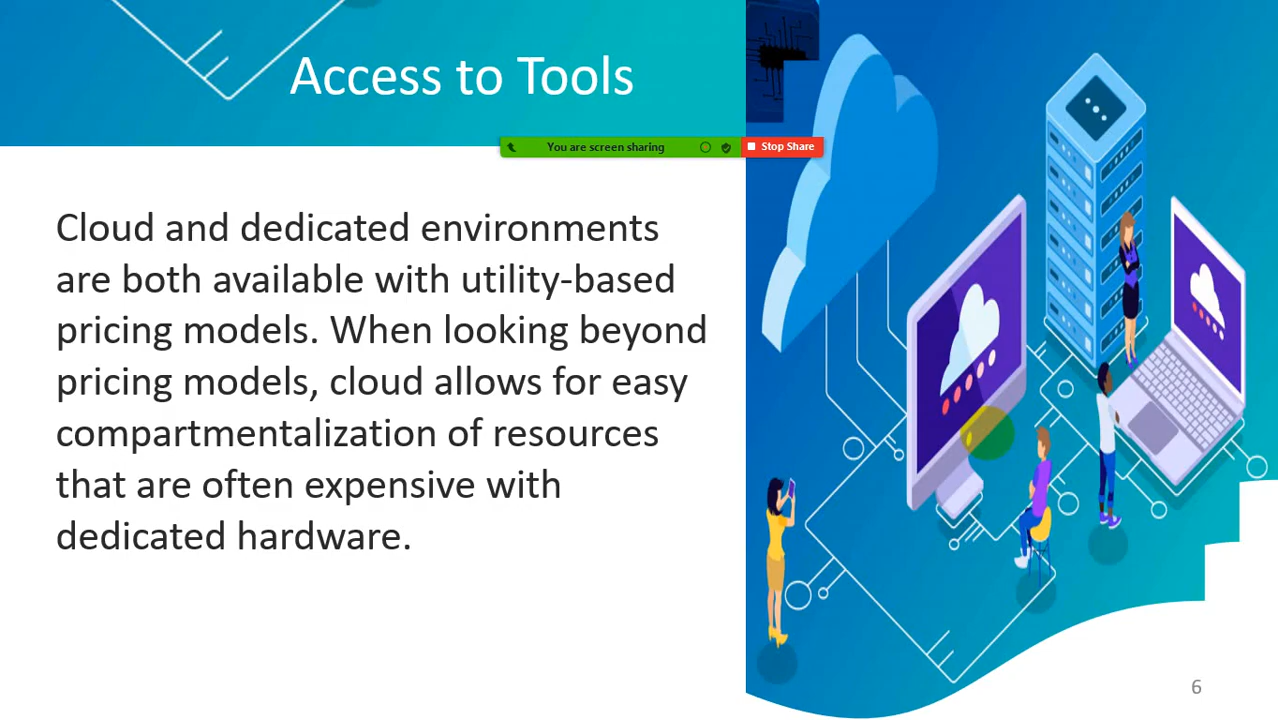 Access to Tools
You are screen sharing
Stop Share
Cloud and dedicated environments
are both available with utility-based
pricing models. When looking beyond
pricing models, cloud allows for easy
compartmentalization of resources
that are often expensive with
dedicated hardware.
6